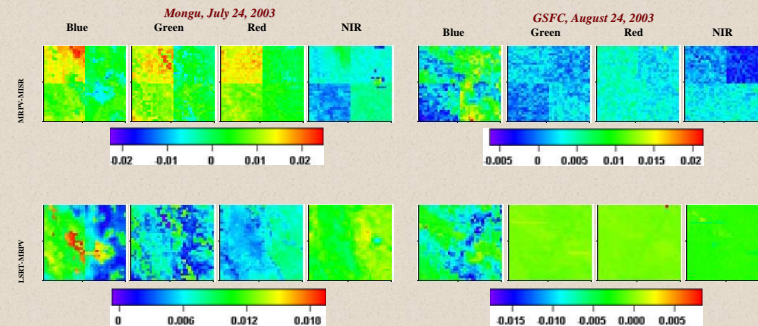 Mongu, July 24, 2003
Blue Green Red NIR
MRPV-MISR
-0.02 -0.01 0 0.01 0.02
LSRT-MRPV
0 0.006 0.012 0.018
GSFC, August 24, 2003
Blue Green Red NIR
-0.005 0 0.005 0.01 0.015 0.02
-0.015 -0.010 -0.005 0.000 0.005